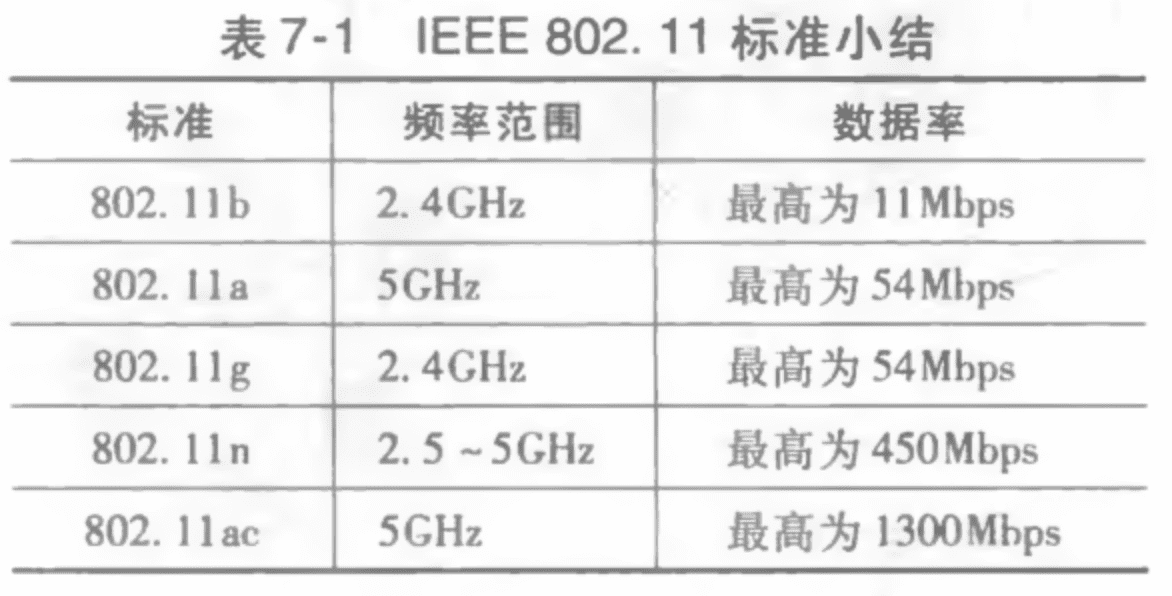 表 7-1 IEEE 802. 11 标准小结
标准 频率范围 数据率
802. 11b 2. 4GHz 最高为 11Mbps
802. 11a 5GHz 最高为 54Mbps
802. 11g 2. 4GHz 最高为 54Mbps
802. 11n 2. 5 ~ 5GHz 最高为 450Mbps
802. 11ac 5GHz 最高为 1300Mbps